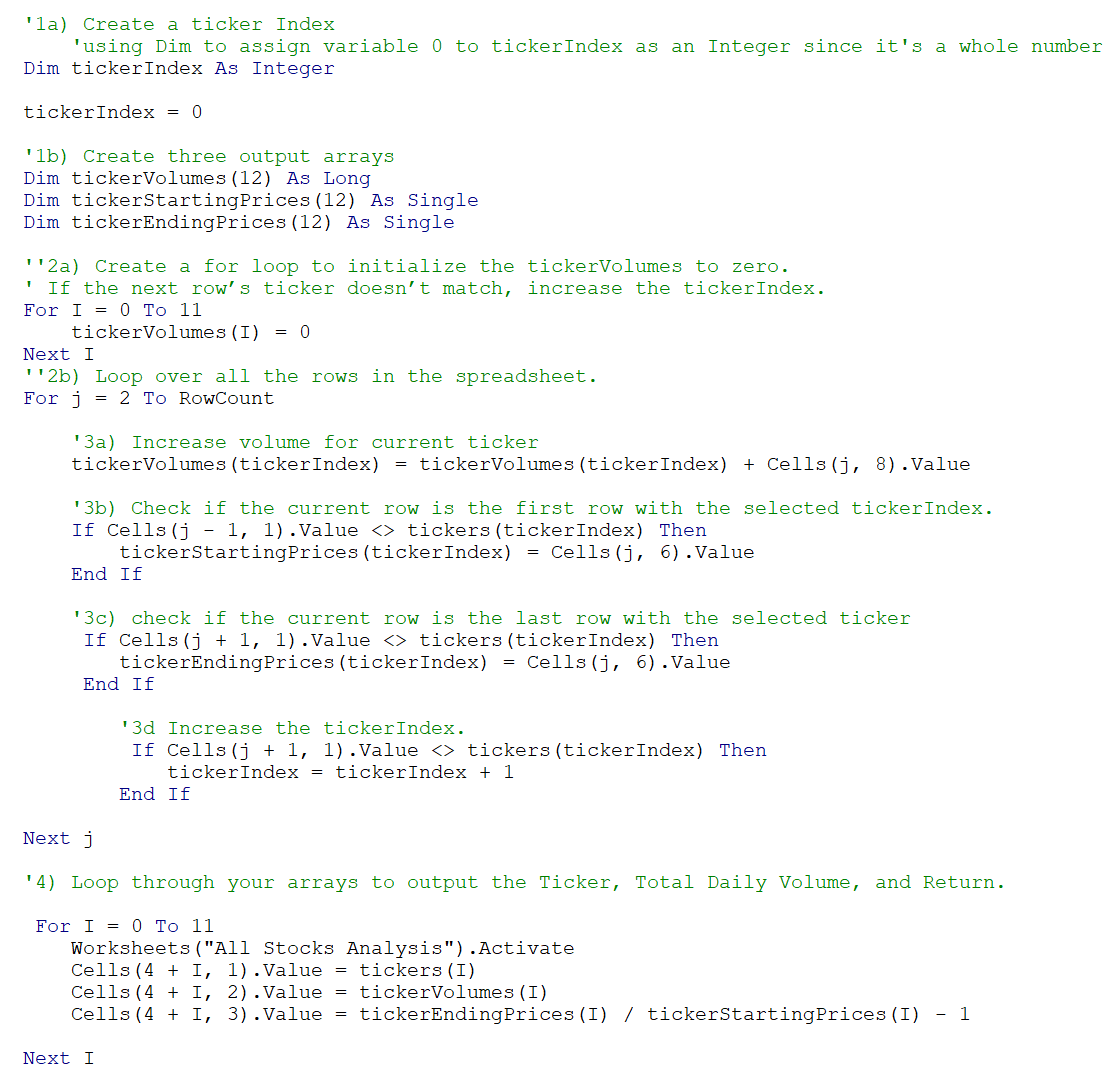 '1a) Create a ticker Index
'using Dim to assign variable 0 to tickerIndex as an Integer since it's a whole number
Dim tickerIndex As Integer
tickerIndex = 0
'1b) Create three output arrays
Dim tickerVolumes(12) As Long
Dim tickerStartingPrices(12) As Single
Dim tickerEndingPrices(12) As Single
''2a) Create a for loop to initialize the tickerVolumes to zero.
' If the next row’s ticker doesn’t match, increase the tickerIndex.
For I = 0 To 11
tickerVolumes(I) = 0
Next I
''2b) Loop over all the rows in the spreadsheet.
For j = 2 To RowCount
'3a) Increase volume for current ticker
tickerVolumes(tickerIndex) = tickerVolumes(tickerIndex) + Cells(j, 8).Value
'3b) Check if the current row is the first row with the selected tickerIndex.
If Cells(j - 1, 1).Value <> tickers(tickerIndex) Then
tickerStartingPrices(tickerIndex) = Cells(j, 6).Value
End If
'3c) check if the current row is the last row with the selected ticker
If Cells(j + 1, 1).Value <> tickers(tickerIndex) Then
tickerEndingPrices(tickerIndex) = Cells(j, 6).Value
End If
'3d Increase the tickerIndex.
If Cells(j + 1, 1).Value <> tickers(tickerIndex) Then
tickerIndex = tickerIndex + 1
End If
Next j
'4) Loop through your arrays to output the Ticker, Total Daily Volume, and Return.
For I = 0 To 11
Worksheets("All Stocks Analysis").Activate
Cells(4 + I, 1).Value = tickers(I)
Cells(4 + I, 2).Value = tickerVolumes(I)
Cells(4 + I, 3).Value = tickerEndingPrices(I) / tickerStartingPrices(I) - 1
Next I